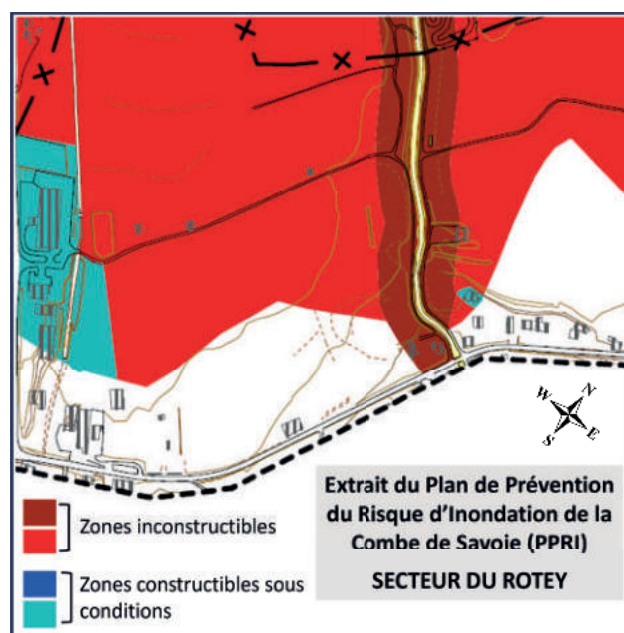 N
W
E
S
Extrait du Plan de Prévention
du Risque d'Inondation de la
Combe de Savoie (PPRI)
SECTEUR DU ROTEY
Zones inconstructibles
Zones constructibles sous
conditions